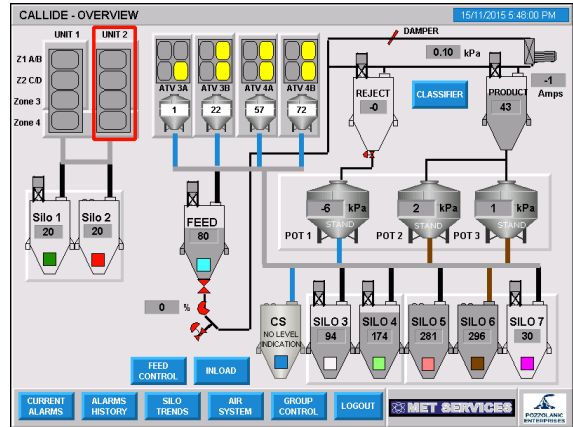 CALLIDE - OVERVIEW
15/11/2015 5:48:00 PM
UNIT 1
UNIT 2
DAMPER
0.10 kPa
Z1 A/B
Z2 C/D
Zone 3
Zone 4
ATV 3A
ATV 3B
ATV 4A
ATV 4B
1
22
57
72
REJECT
-0
CLASSIFIER
PRODUCT
43
-1
Amps
Silo 1
20
Silo 2
20
FEED
80
-6 kPa
STAND
POT 1
2 kPa
STAND
POT 2
1 kPa
STAND
POT 3
0 %
CS
NO LEVEL
INDICATION
SILO 3
94
SILO 4
174
SILO 5
281
SILO 6
296
SILO 7
30
FEED
CONTROL
INLOAD
CURRENT
ALARMS
ALARMS
HISTORY
SILO
TRENDS
AIR
SYSTEM
GROUP
CONTROL
LOGOUT
MET SERVICES
POZZOLANIC
ENTERPRISES